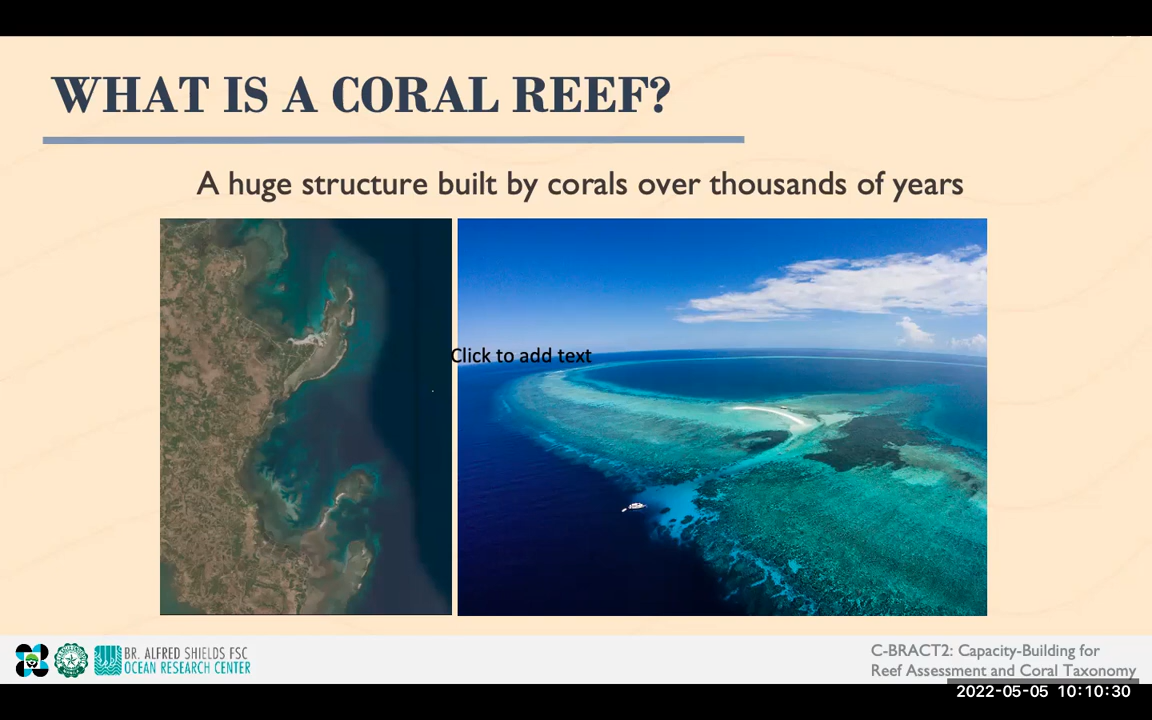 WHAT IS A CORAL REEF?
A huge structure built by corals over thousands of years
Click to add text
BR. ALFRED SHIELDS FSC
OCEAN RESEARCH CENTER
C-BRACT2: Capacity-Building for
Reef Assessment and Coral Taxonomy
2022-05-05 10:10:30